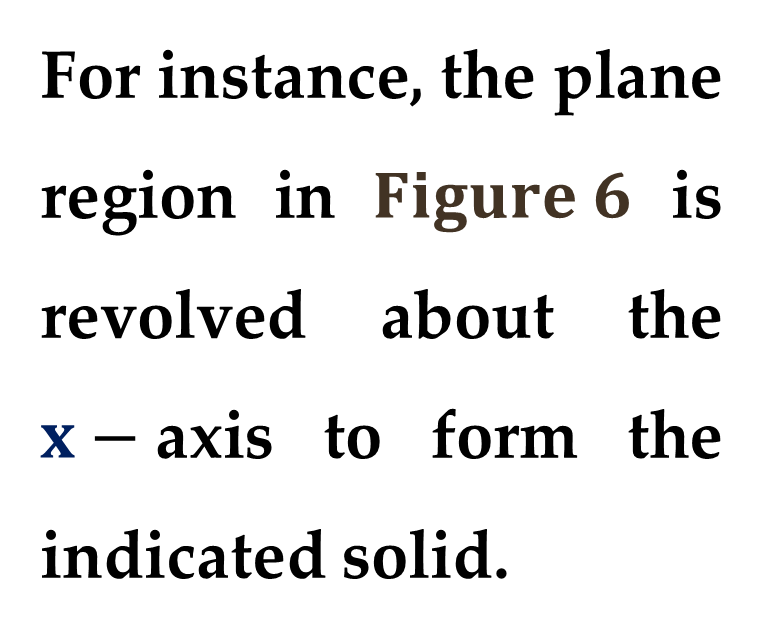 For instance, the plane
region in Figure 6 is
revolved about the
x – axis to form the
indicated solid.